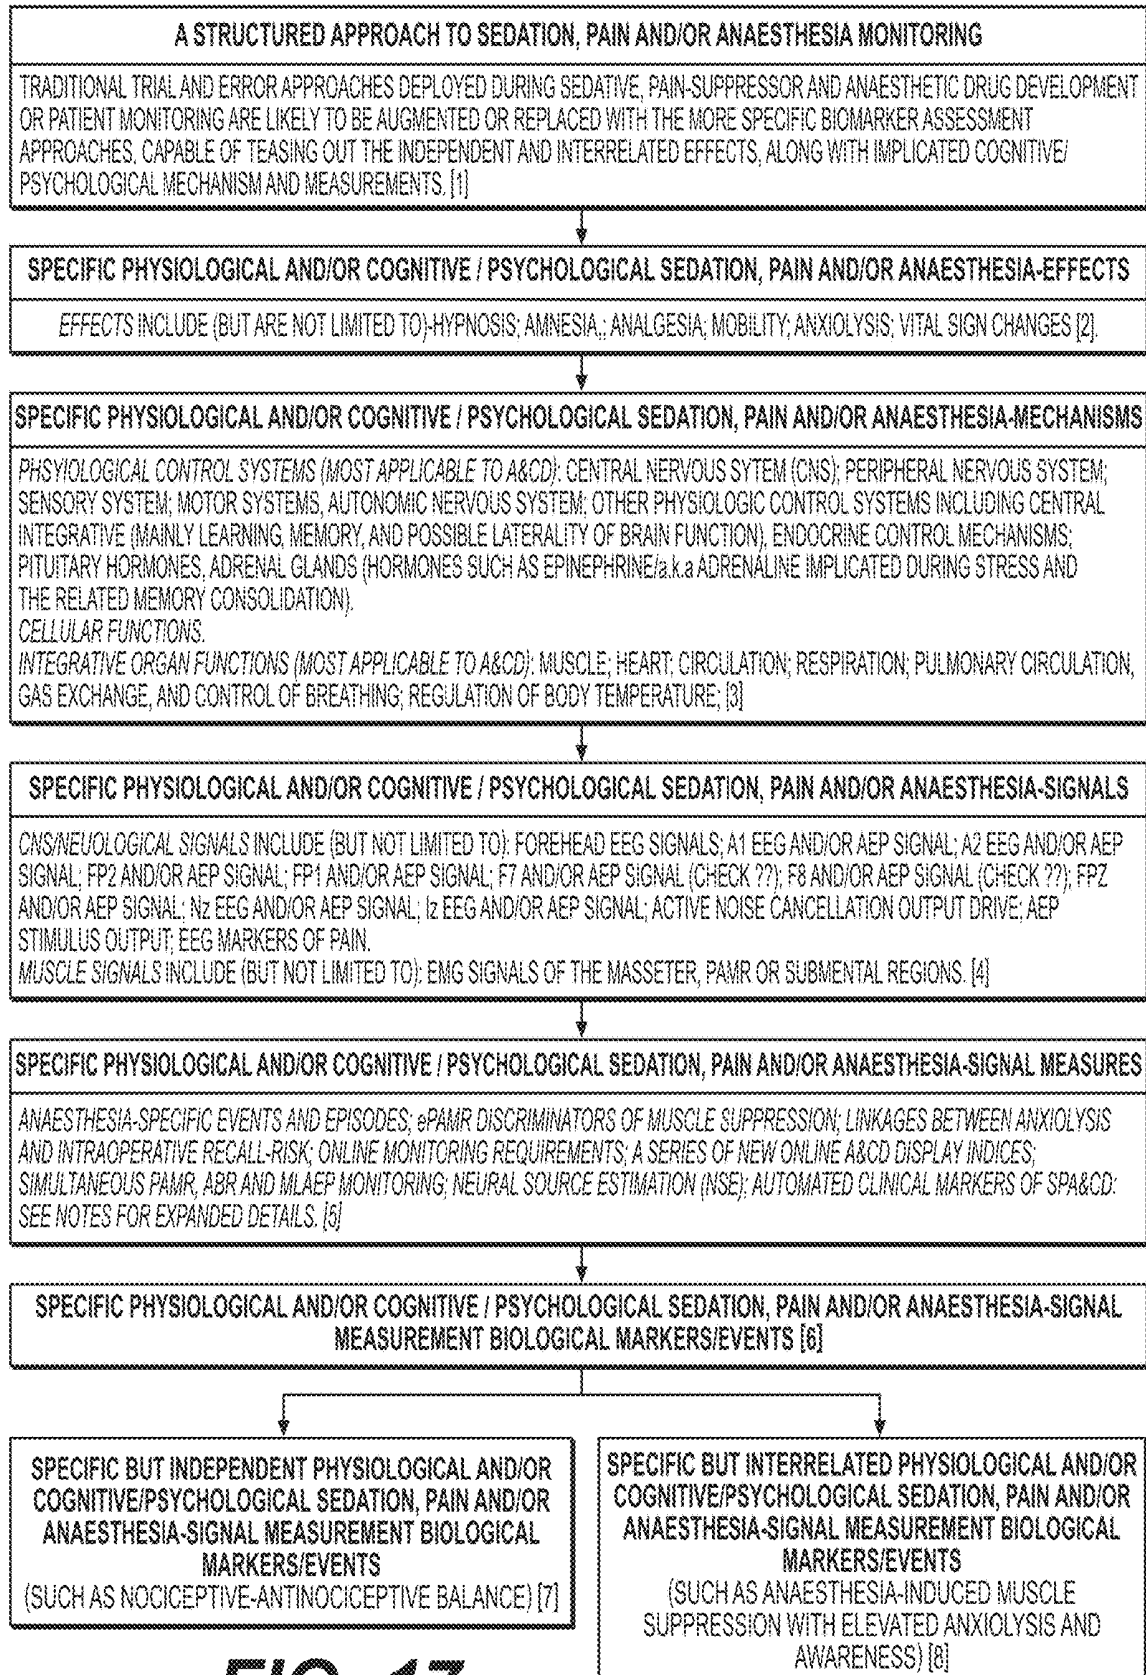 A STRUCTURED APPROACH TO SEDATION, PAIN AND/OR ANAESTHESIA MONITORING
TRADITIONAL TRIAL AND ERROR APPROACHES DEPLOYED DURING SEDATIVE, PAIN-SUPPRESSOR AND ANAESTHETIC DRUG DEVELOPMENT
OR PATIENT MONITORING ARE LIKELY TO BE AUGMENTED OR REPLACED WITH THE MORE SPECIFIC BIOMARKER ASSESSMENT
APPROACHES, CAPABLE OF TEASING OUT THE INDEPENDENT AND INTERRELATED EFFECTS, ALONG WITH IMPLICATED COGNITIVE/
PSYCHOLOGICAL MECHANISM AND MEASUREMENTS. [1]
SPECIFIC PHYSIOLOGICAL AND/OR COGNITIVE / PSYCHOLOGICAL SEDATION, PAIN AND/OR ANAESTHESIA-EFFECTS
EFFECTS INCLUDE (BUT ARE NOT LIMITED TO)-HYPNOSIS; AMNESIA,; ANALGESIA; MOBILITY; ANXIOLYSIS; VITAL SIGN CHANGES [2].
SPECIFIC PHYSIOLOGICAL AND/OR COGNITIVE / PSYCHOLOGICAL SEDATION, PAIN AND/OR ANAESTHESIA-MECHANISMS
PHSYIOLOGICAL CONTROL SYSTEMS (MOST APPLICABLE TO A&CD): CENTRAL NERVOUS SYTEM (CNS); PERIPHERAL NERVOUS SYSTEM;
SENSORY SYSTEM; MOTOR SYSTEMS, AUTONOMIC NERVOUS SYSTEM; OTHER PHYSIOLOGIC CONTROL SYSTEMS INCLUDING CENTRAL
INTEGRATIVE (MAINLY LEARNING, MEMORY, AND POSSIBLE LATERALITY OF BRAIN FUNCTION), ENDOCRINE CONTROL MECHANISMS;
PITUITARY HORMONES, ADRENAL GLANDS (HORMONES SUCH AS EPINEPHRINE/a.k.a ADRENALINE IMPLICATED DURING STRESS AND
THE RELATED MEMORY CONSOLIDATION).
CELLULAR FUNCTIONS.
INTEGRATIVE ORGAN FUNCTIONS (MOST APPLICABLE TO A&CD): MUSCLE; HEART; CIRCULATION; RESPIRATION; PULMONARY CIRCULATION,
GAS EXCHANGE, AND CONTROL OF BREATHING; REGULATION OF BODY TEMPERATURE; [3]
SPECIFIC PHYSIOLOGICAL AND/OR COGNITIVE / PSYCHOLOGICAL SEDATION, PAIN AND/OR ANAESTHESIA-SIGNALS
CNS/NEUOLOGICAL SIGNALS INCLUDE (BUT NOT LIMITED TO): FOREHEAD EEG SIGNALS; A1 EEG AND/OR AEP SIGNAL; A2 EEG AND/OR AEP
SIGNAL; FP2 AND/OR AEP SIGNAL; FP1 AND/OR AEP SIGNAL; F7 AND/OR AEP SIGNAL (CHECK ??); F8 AND/OR AEP SIGNAL (CHECK ??); FPZ
AND/OR AEP SIGNAL; Nz EEG AND/OR AEP SIGNAL; Iz EEG AND/OR AEP SIGNAL; ACTIVE NOISE CANCELLATION OUTPUT DRIVE; AEP
STIMULUS OUTPUT; EEG MARKERS OF PAIN.
MUSCLE SIGNALS INCLUDE (BUT NOT LIMITED TO): EMG SIGNALS OF THE MASSETER, PAMR OR SUBMENTAL REGIONS. [4]
SPECIFIC PHYSIOLOGICAL AND/OR COGNITIVE / PSYCHOLOGICAL SEDATION, PAIN AND/OR ANAESTHESIA-SIGNAL MEASURES
ANAESTHESIA-SPECIFIC EVENTS AND EPISODES; ePAMR DISCRIMINATORS OF MUSCLE SUPPRESSION; LINKAGES BETWEEN ANXIOLYSIS
AND INTRAOPERATIVE RECALL-RISK; ONLINE MONITORING REQUIREMENTS; A SERIES OF NEW ONLINE A&CD DISPLAY INDICES;
SIMULTANEOUS PAMR, ABR AND MLAEP MONITORING; NEURAL SOURCE ESTIMATION (NSE); AUTOMATED CLINICAL MARKERS OF SPA&CD:
SEE NOTES FOR EXPANDED DETAILS. [5]
SPECIFIC PHYSIOLOGICAL AND/OR COGNITIVE / PSYCHOLOGICAL SEDATION, PAIN AND/OR ANAESTHESIA-SIGNAL
MEASUREMENT BIOLOGICAL MARKERS/EVENTS [6]
SPECIFIC BUT INDEPENDENT PHYSIOLOGICAL AND/OR
COGNITIVE/PSYCHOLOGICAL SEDATION, PAIN AND/OR
ANAESTHESIA-SIGNAL MEASUREMENT BIOLOGICAL
MARKERS/EVENTS
(SUCH AS NOCICEPTIVE-ANTINOCICEPTIVE BALANCE) [7]
SPECIFIC BUT INTERRELATED PHYSIOLOGICAL AND/OR
COGNITIVE/PSYCHOLOGICAL SEDATION, PAIN AND/OR
ANAESTHESIA-SIGNAL MEASUREMENT BIOLOGICAL
MARKERS/EVENTS
(SUCH AS ANAESTHESIA-INDUCED MUSCLE
SUPPRESSION WITH ELEVATED ANXIOLYSIS AND
AWARENESS) [8]
FIG. 17